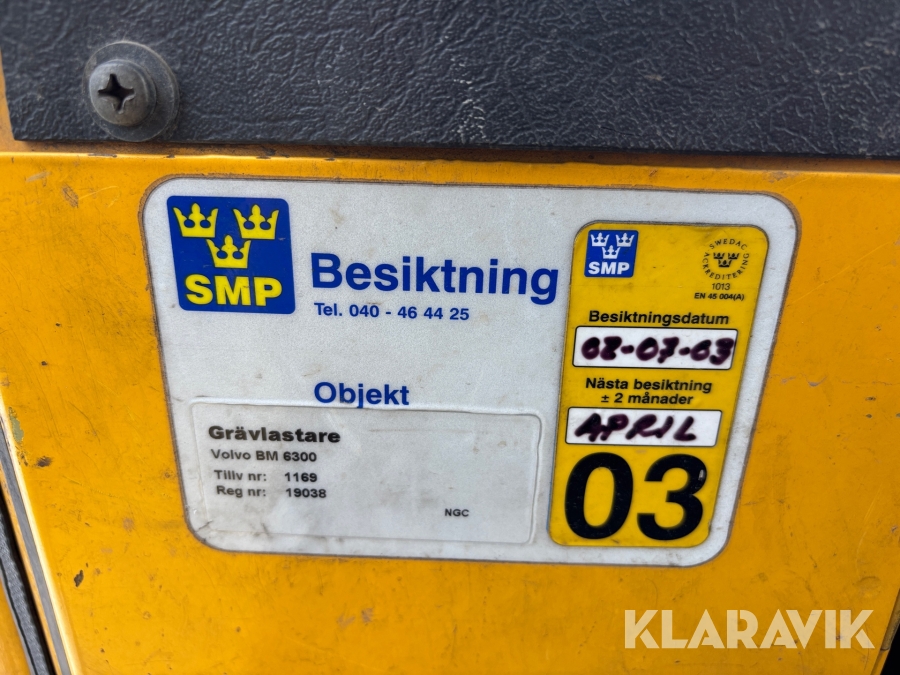 SMP
Besiktning
Tel. 040 - 46 44 25
Objekt
Grävlastare
Volvo BM 6300
Tillv nr: 1169
Reg nr: 19038
NGC
SMP
SWEDAC
ACKREDITERING
1013
EN 45 004(A)
Besiktningsdatum
02-07-03
Nästa besiktning
± 2 månader
APRIL
03
KLARAVIK